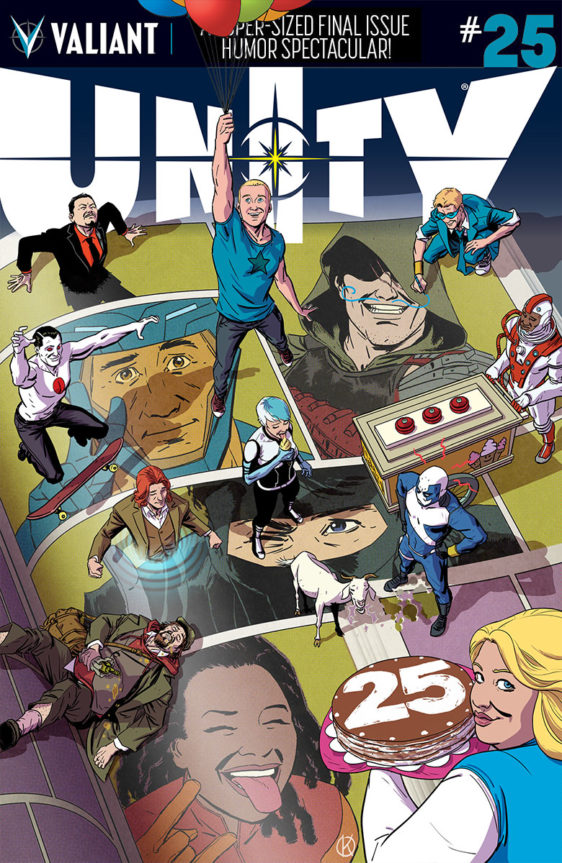 VALIANT
SUPER-SIZED FINAL ISSUE
HUMOR SPECTACULAR!
#25
UNITY
®
25
K